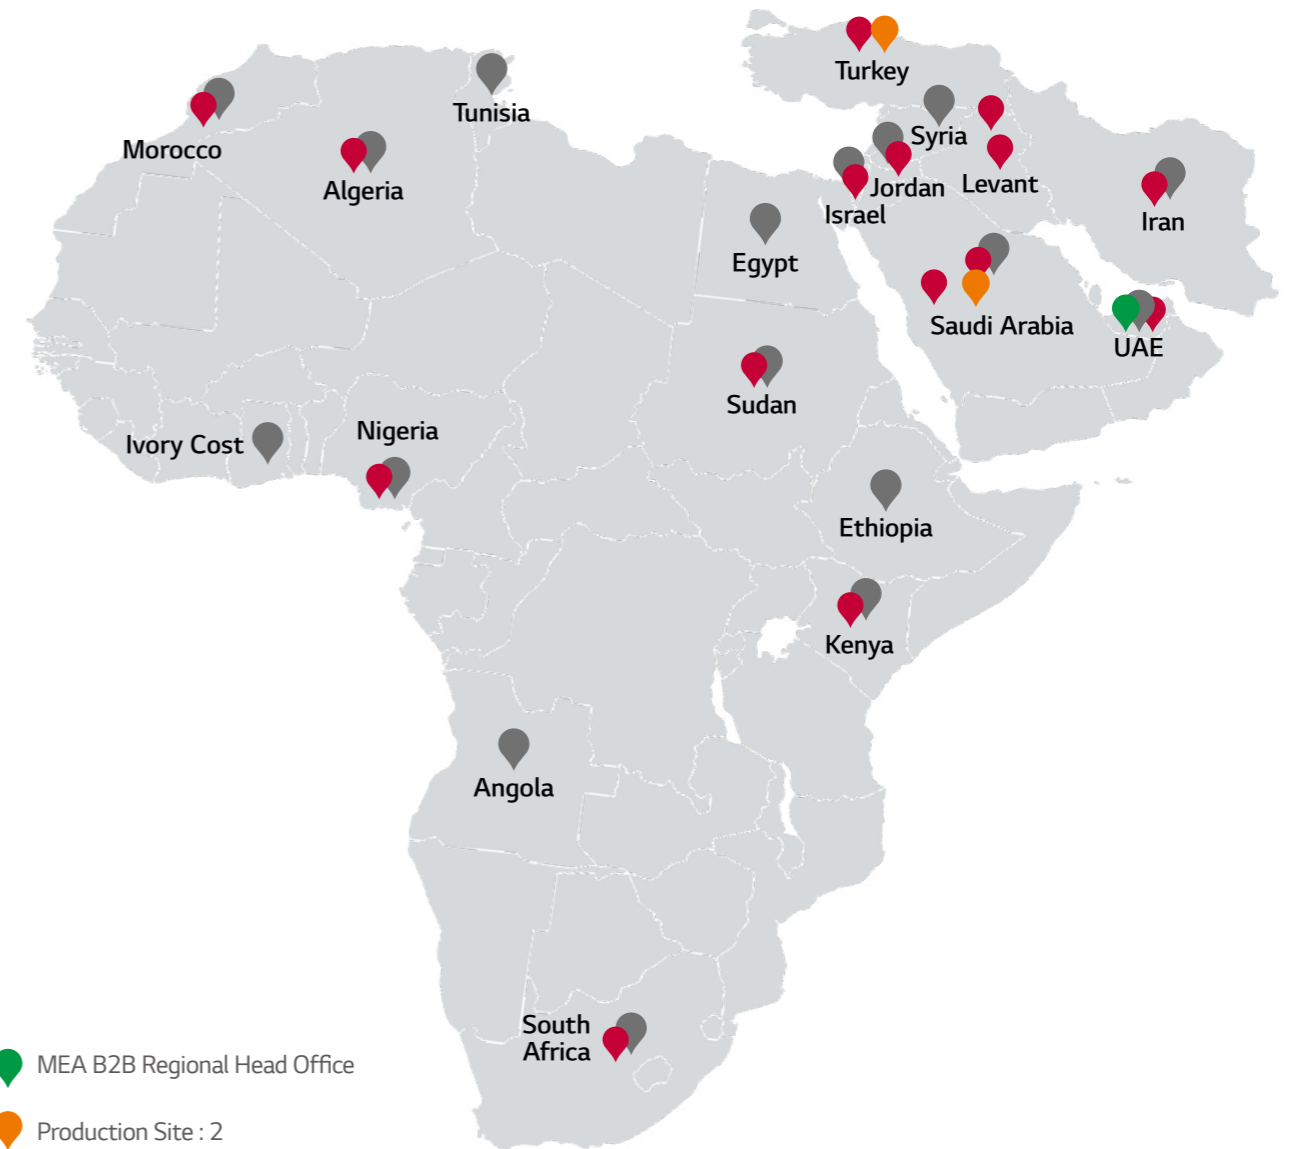 Turkey
Tunisia
Syria
Morocco
Algeria
Jordan
Levant
Israel
Iran
Egypt
Saudi Arabia
UAE
Sudan
Nigeria
Ivory Cost
Ethiopia
Kenya
Angola
South
Africa
MEA B2B Regional Head Office
Production Site : 2